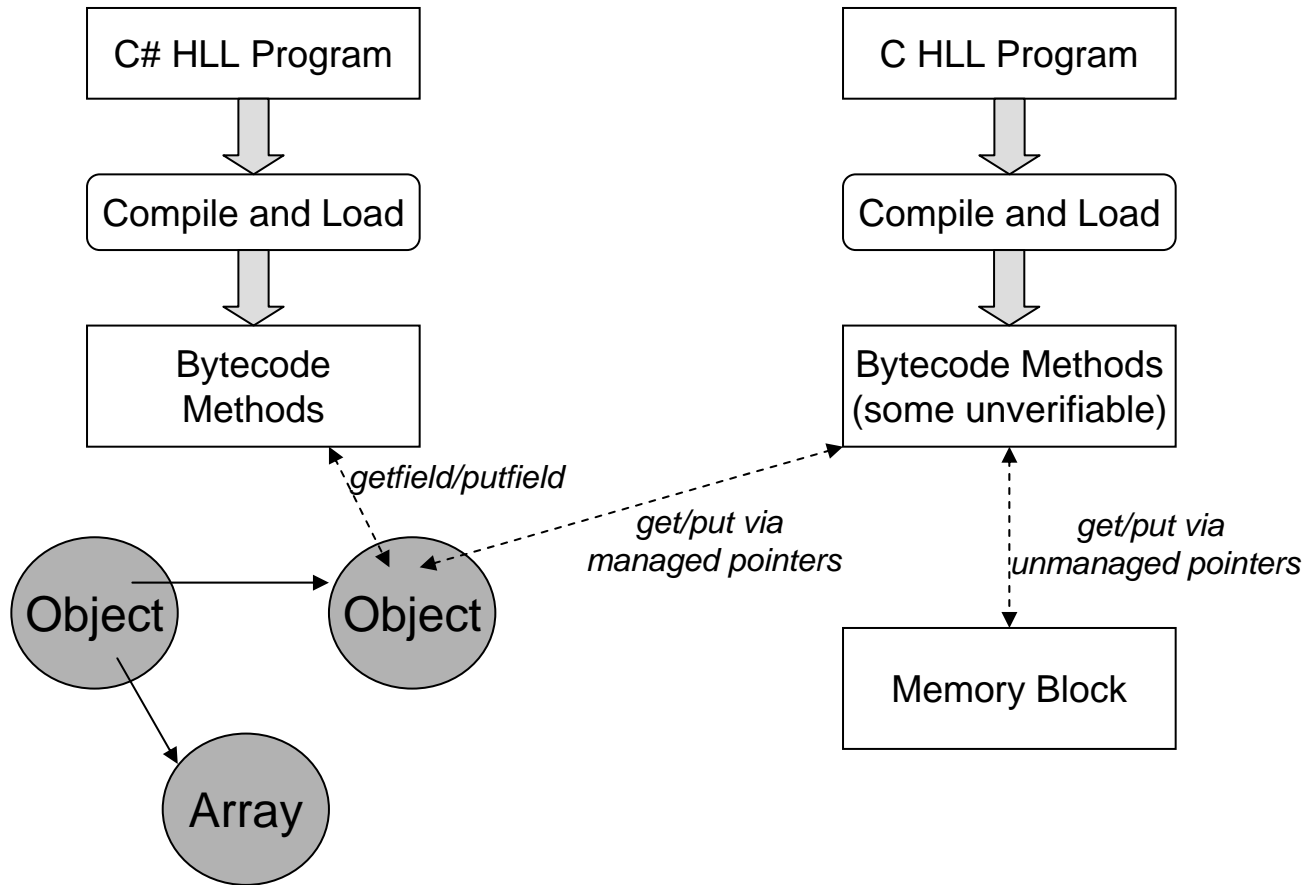 C# HLL Program
C HLL Program
Compile and Load
Compile and Load
Bytecode
Methods
Bytecode Methods
(some unverifiable)
getfield/putfield
get/put via
managed pointers
get/put via
unmanaged pointers
Object
Object
Memory Block
Array